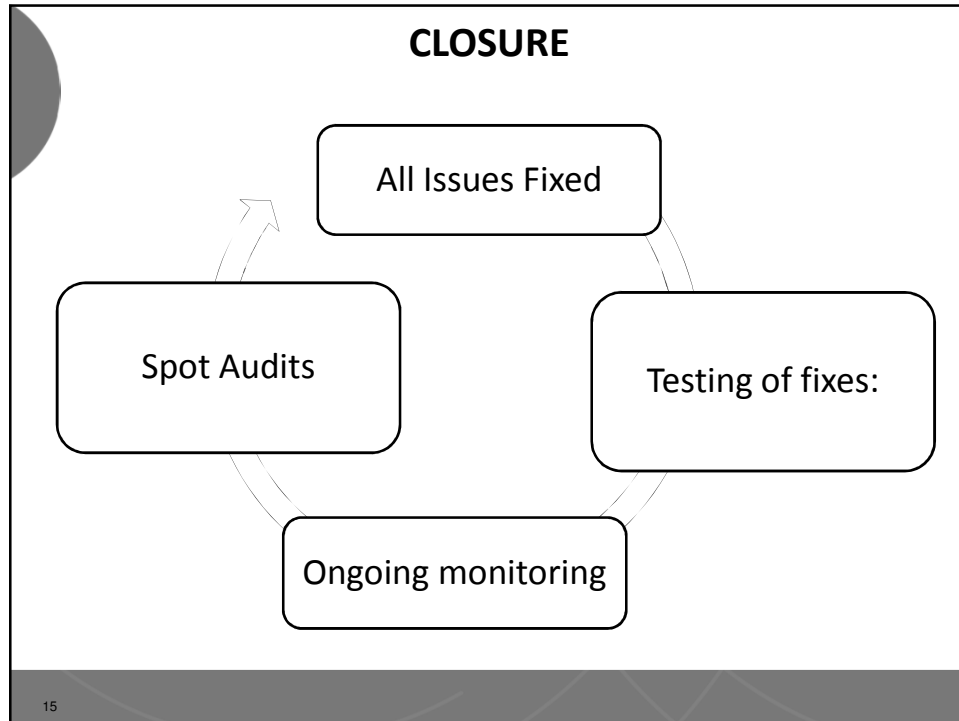 CLOSURE
All Issues Fixed
Testing of fixes:
Ongoing monitoring
Spot Audits
15